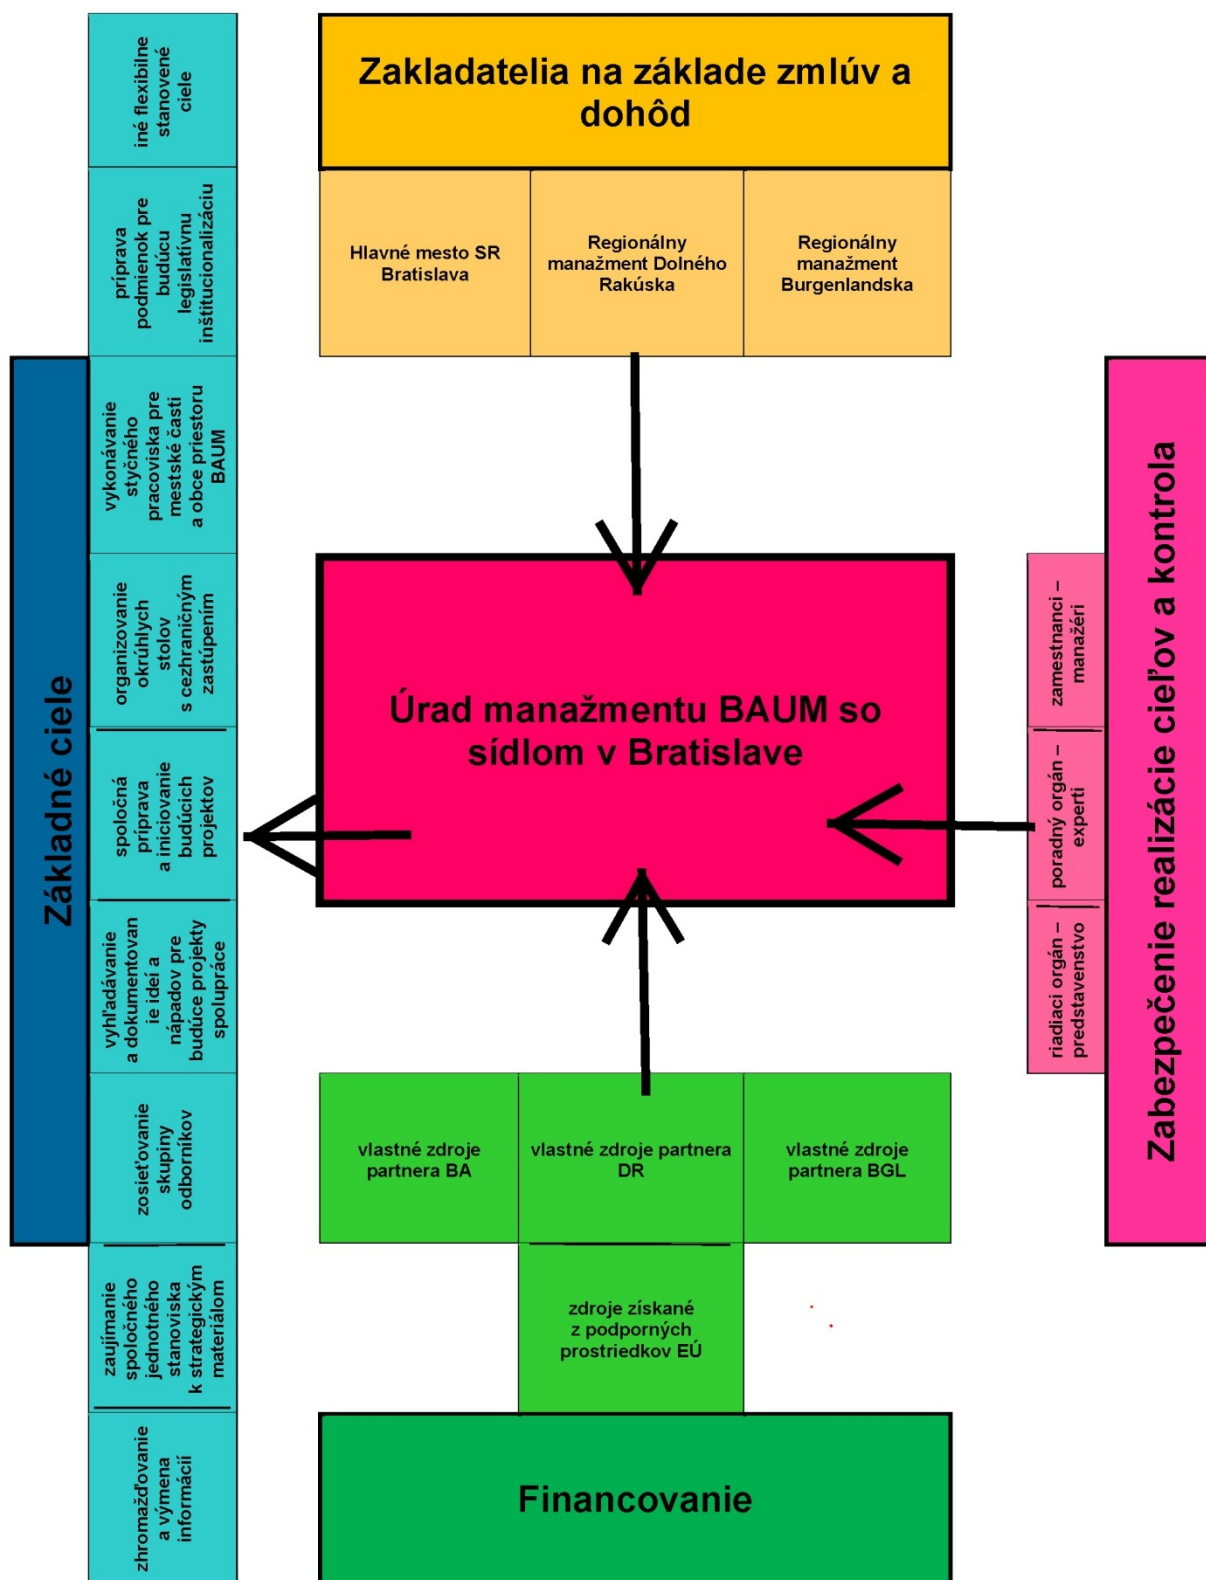 Zakladatelia na základe zmlúv a
dohôd
Hlavné mesto SR
Bratislava
Regionálny
manažment Dolného
Rakúska
Regionálny
manažment
Burgenlandska
Úrad manažmentu BAUM so
sídlom v Bratislave
vlastné zdroje
partnera BA
vlastné zdroje partnera
DR
vlastné zdroje
partnera BGL
zdroje získané
z podporných
prostriedkov EÚ
Financovanie
Základné ciele
zhromažďovanie
a výmena
informácií
zaujímanie
spoločného
jednotného
stanoviska
k strategickým
materiálom
zosieťovanie
skupiny
odborníkov
vyhľadávanie
a dokumentovan
ie ideí a
nápadov pre
budúce projekty
spolupráce
spoločná
príprava
a iniciovanie
budúcich
projektov
organizovanie
okrúhlych
stolov
s cezhraničným
zastúpením
vykonávanie
styčného
pracoviska pre
mestské časti
a obce priestoru
BAUM
príprava
podmienok pre
budúcu
legislatívnu
inštitucionalizáciu
iné flexibilne
stanovené
ciele
riadiaci orgán –
predstavenstvo
poradný orgán –
experti
zamestnanci –
manažéri
Zabezpečenie realizácie cieľov a kontrola